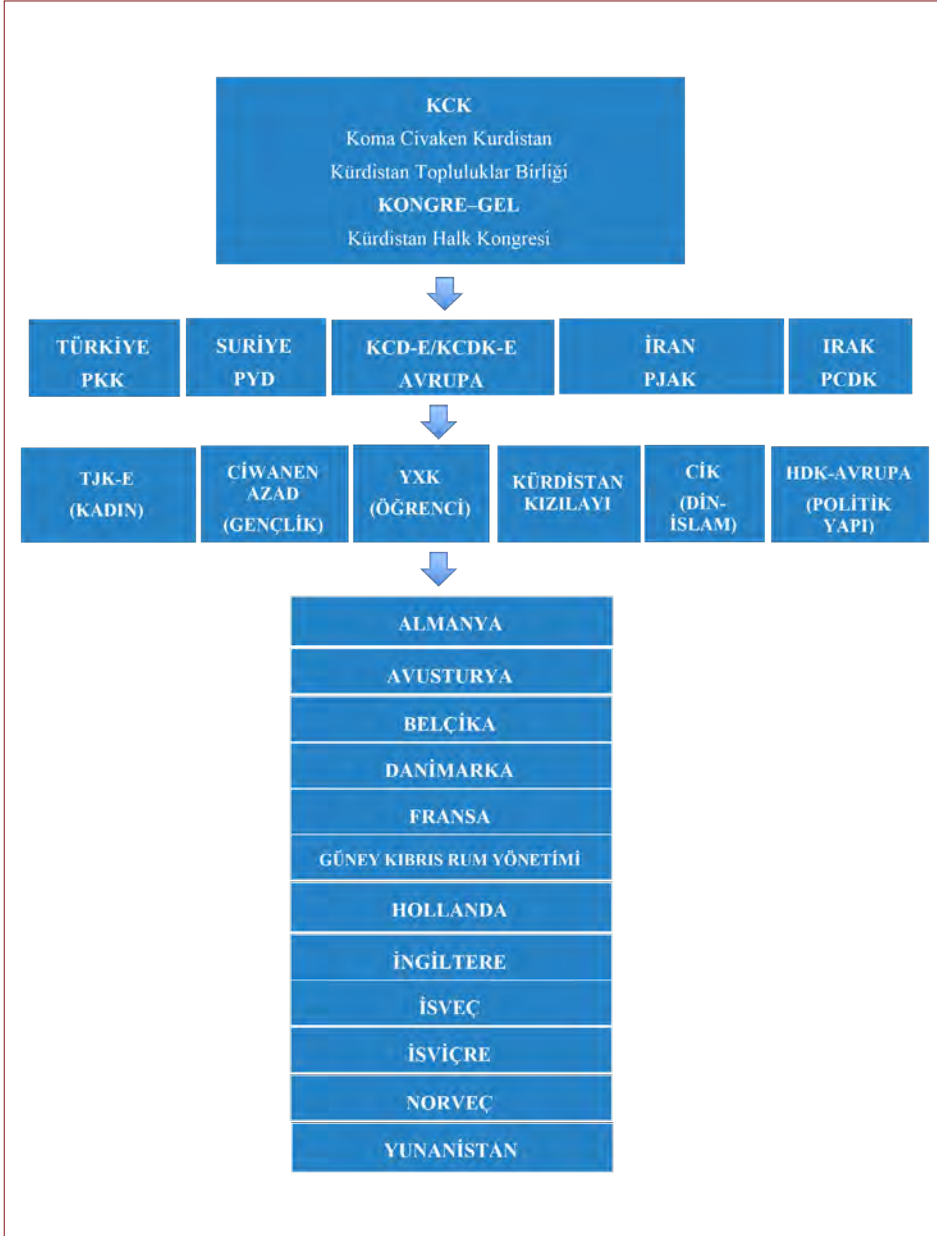 KCK
Koma Civaken Kurdistan
Kürdistan Topluluklar Birliği
KONGRE–GEL
Kürdistan Halk Kongresi
TÜRKİYE
PKK
SURİYE
PYD
KCD-E/KCDK-E
AVRUPA
İRAN
PJAK
IRAK
PCDK
TJK-E
(KADIN)
CİWANEN
AZAD
(GENÇLİK)
YXK
(ÖĞRENCİ)
KÜRDİSTAN
KIZILAYI
CİK
(DİN-
İSLAM)
HDK-AVRUPA
(POLİTİK
YAPI)
ALMANYA
AVUSTURYA
BELÇİKA
DANİMARKA
FRANSA
GÜNEY KIBRIS RUM YÖNETİMİ
HOLLANDA
İNGİLTERE
İSVEÇ
İSVİÇRE
NORVEÇ
YUNANİSTAN